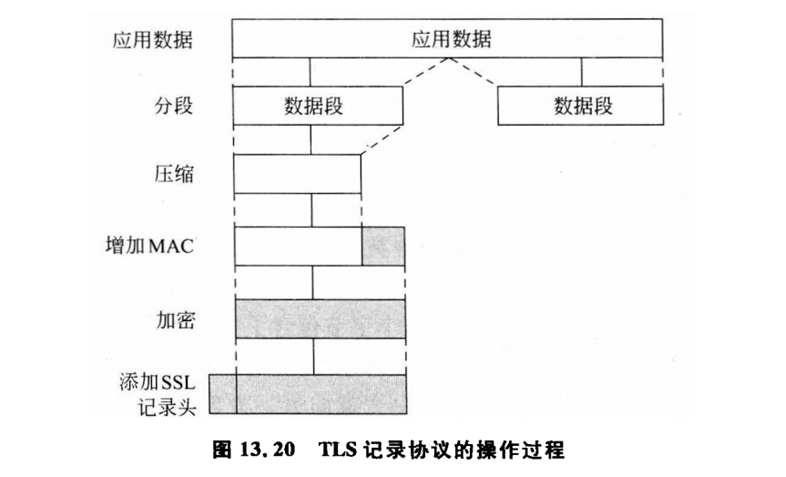 应用数据 应用数据
分段 数据段 数据段
压缩
增加MAC
加密
添加SSL
记录头
图 13.20 TLS 记录协议的操作过程